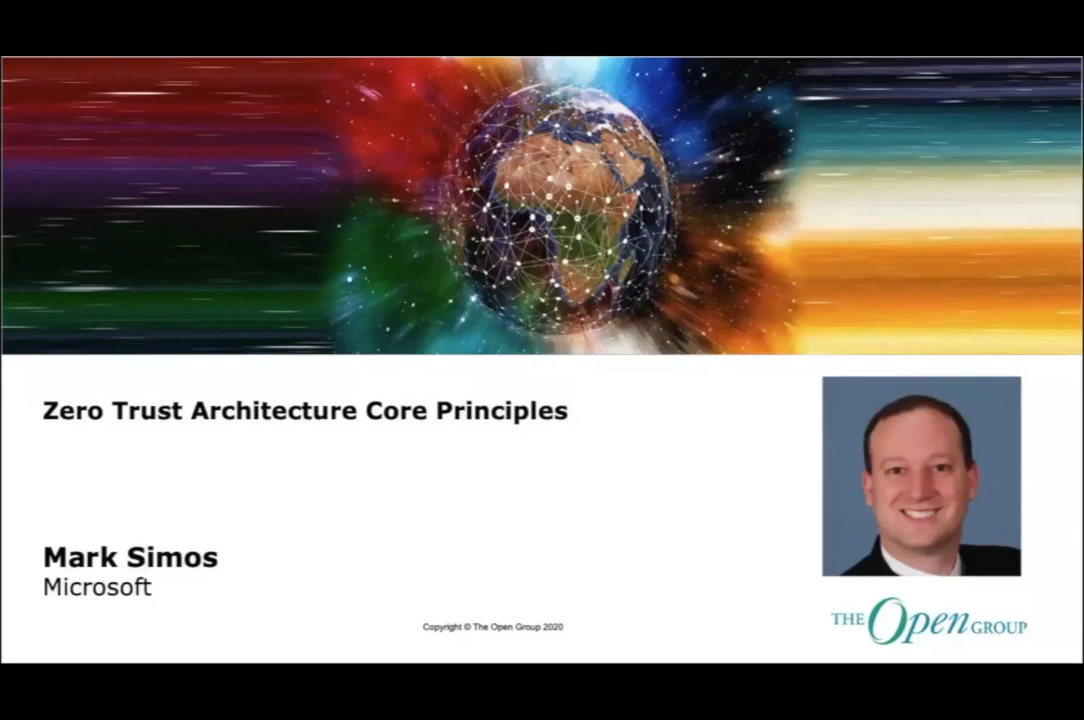 Zero Trust Architecture Core Principles
Mark Simos
Microsoft
Copyright © The Open Group 2020
THE Open GROUP